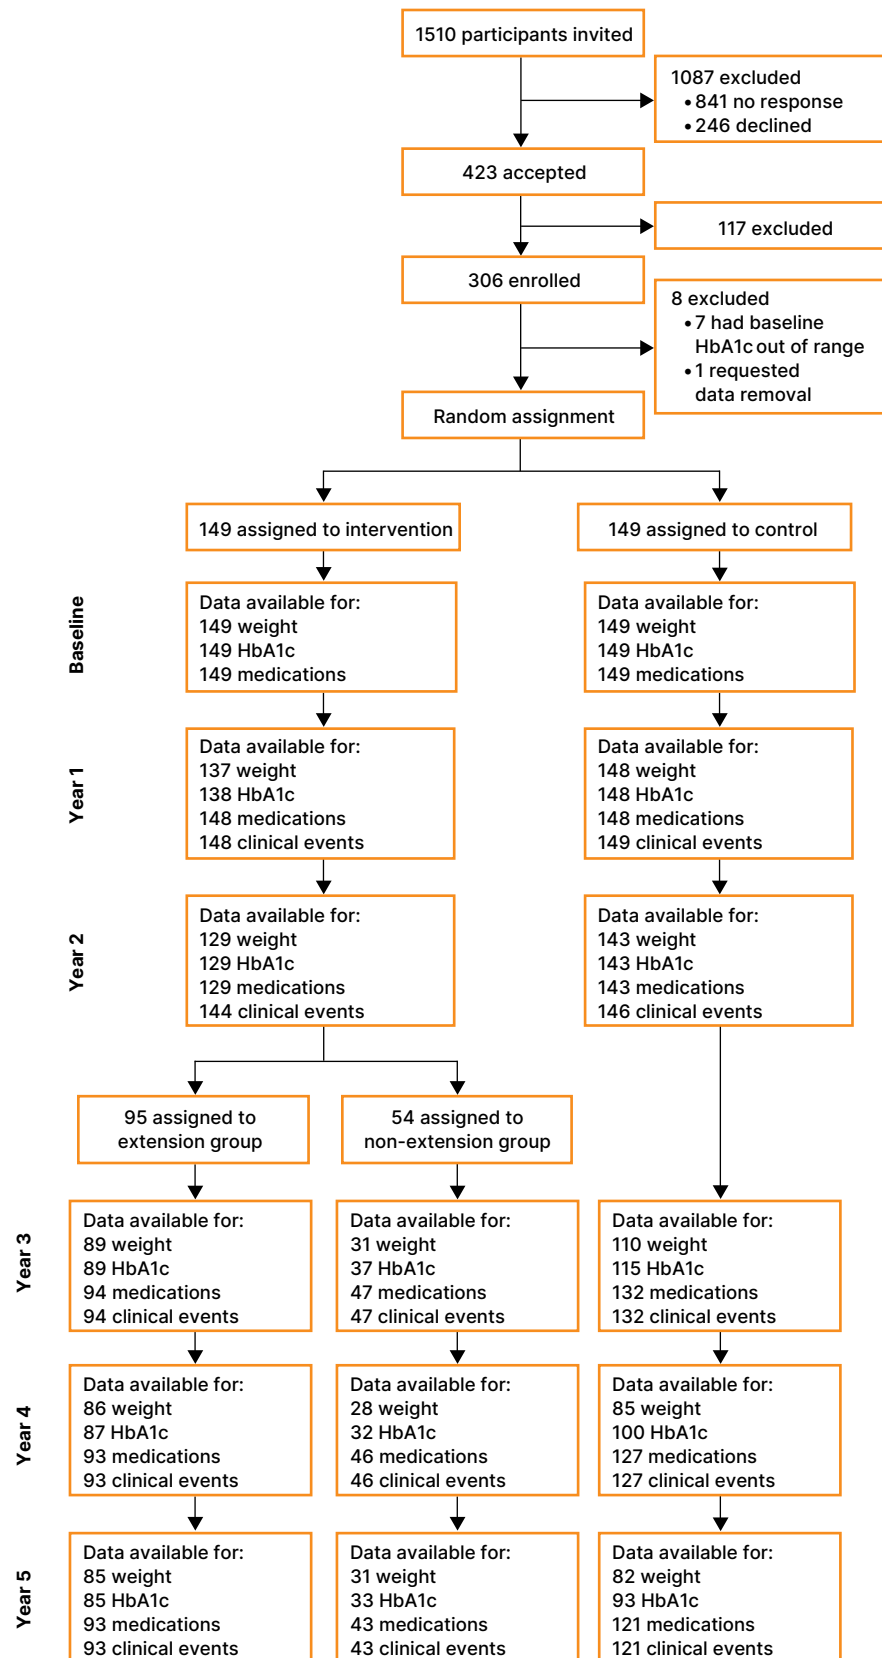 1510 participants invited
1087 excluded
• 841 no response
• 246 declined
423 accepted
117 excluded
306 enrolled
8 excluded
• 7 had baseline
HbA1c out of range
• 1 requested
data removal
Random assignment
149 assigned to intervention
149 assigned to control
Baseline
Data available for:
149 weight
149 HbA1c
149 medications
Data available for:
149 weight
149 HbA1c
149 medications
Year 1
Data available for:
137 weight
138 HbA1c
148 medications
148 clinical events
Data available for:
148 weight
148 HbA1c
148 medications
149 clinical events
Year 2
Data available for:
129 weight
129 HbA1c
129 medications
144 clinical events
Data available for:
143 weight
143 HbA1c
143 medications
146 clinical events
95 assigned to
extension group
54 assigned to
non-extension group
Year 3
Data available for:
89 weight
89 HbA1c
94 medications
94 clinical events
Data available for:
31 weight
37 HbA1c
47 medications
47 clinical events
Data available for:
110 weight
115 HbA1c
132 medications
132 clinical events
Year 4
Data available for:
86 weight
87 HbA1c
93 medications
93 clinical events
Data available for:
28 weight
32 HbA1c
46 medications
46 clinical events
Data available for:
85 weight
100 HbA1c
127 medications
127 clinical events
Year 5
Data available for:
85 weight
85 HbA1c
93 medications
93 clinical events
Data available for:
31 weight
33 HbA1c
43 medications
43 clinical events
Data available for:
82 weight
93 HbA1c
121 medications
121 clinical events